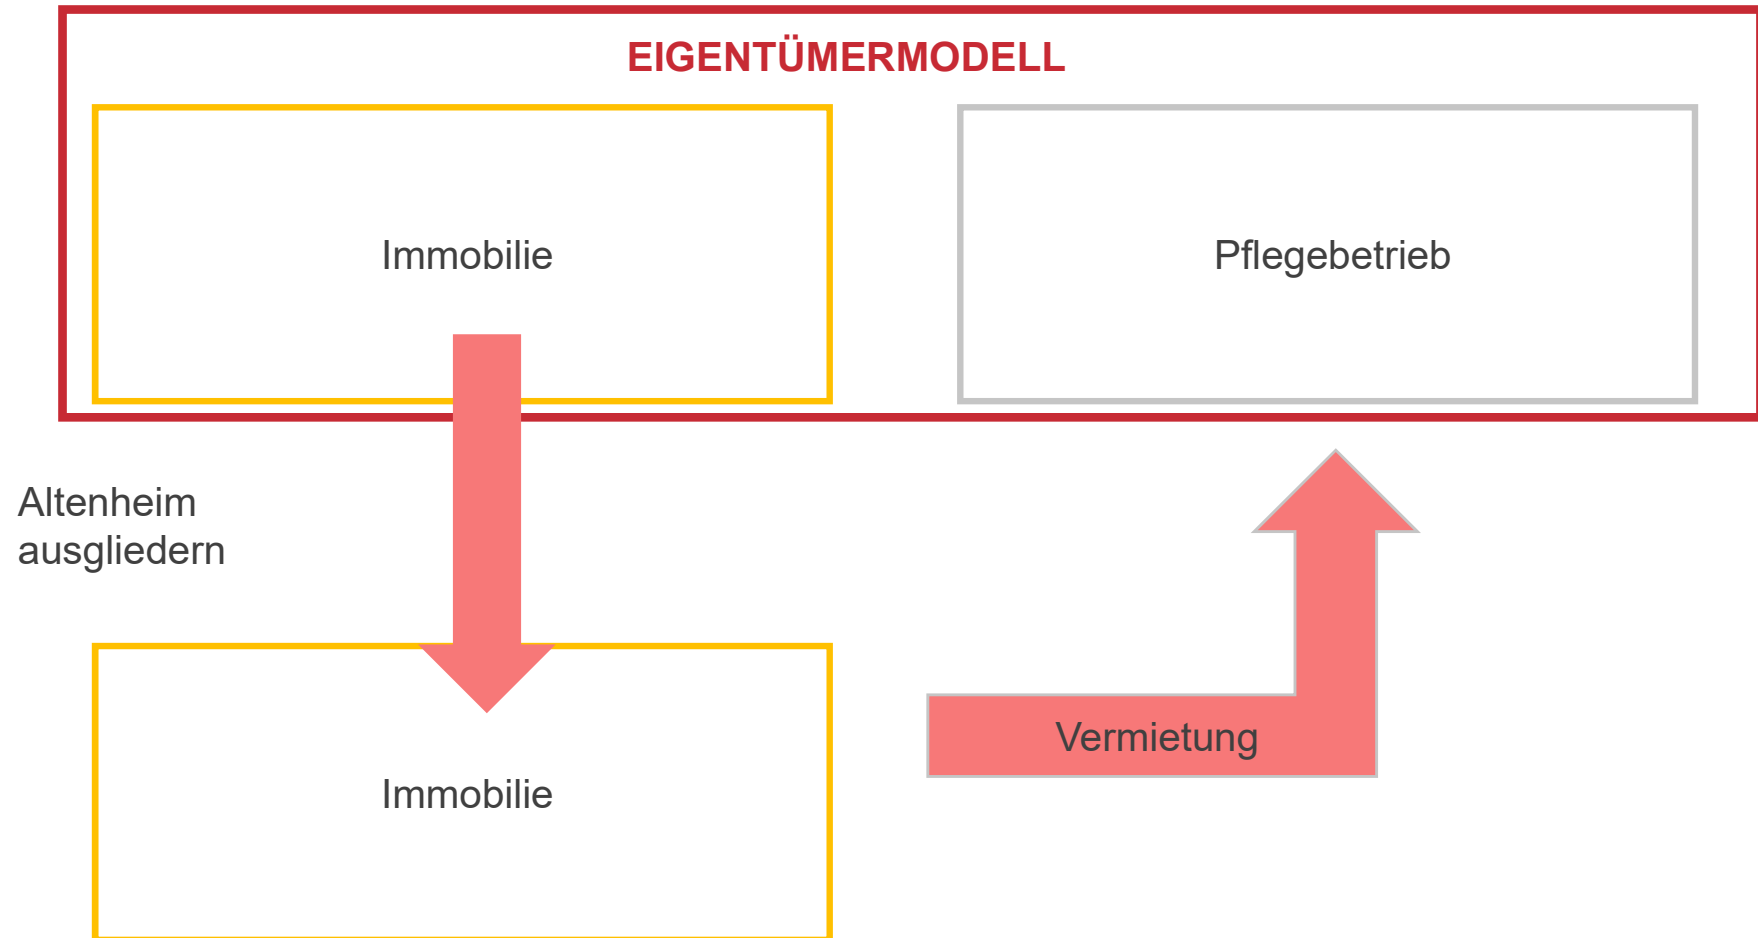 EIGENTÜMERMODELL
Immobilie
Pflegebetrieb
Altenheim
ausgliedern
Vermietung
Immobilie